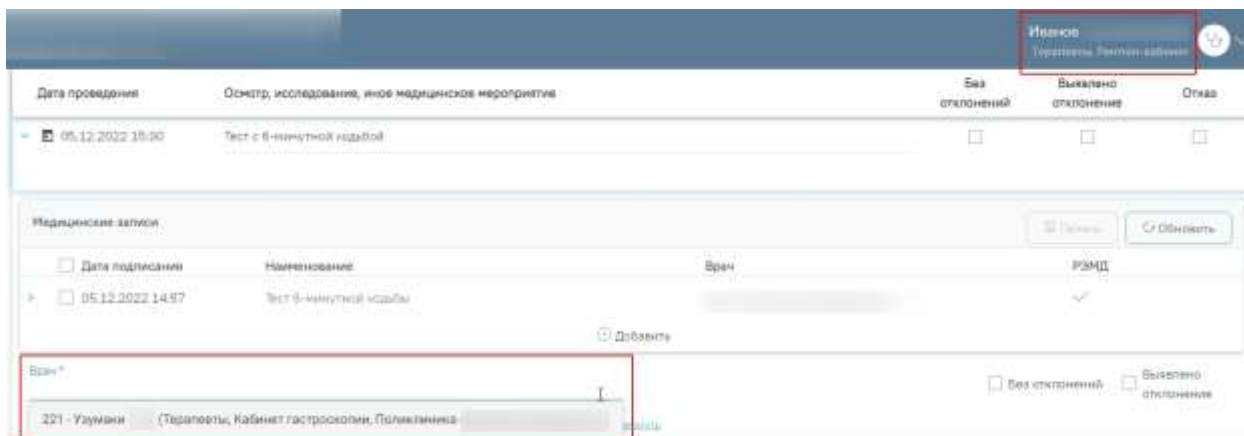 Иванов
Терапевты, Рентген-кабинет
Дата проведения Осмотр, исследование, иное медицинское мероприятие Без отклонений Выявлено отклонение Отказ
05.12.2022 15:00 Тест с 6-минутной ходьбой
Медицинские записи Печать Обновить
Дата подписания Наименование Врач РЭМД
05.12.2022 14:57 Тест 6-минутной ходьбы
Добавить
Врач*
Без отклонений Выявлено отклонение
221 - Узумаки (Терапевты, Кабинет гастроскопии, Поликлиника